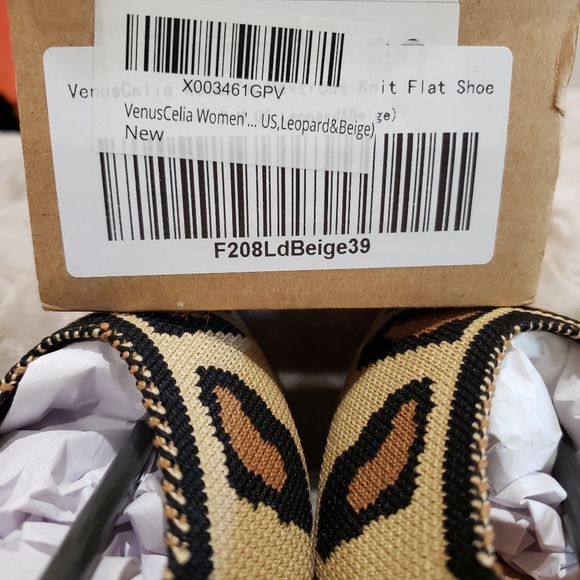 X003461GPV
VenusCelia Knit Flat Shoe
VenusCelia Women'... US,Leopard&Beige)
New
F208LdBeige39